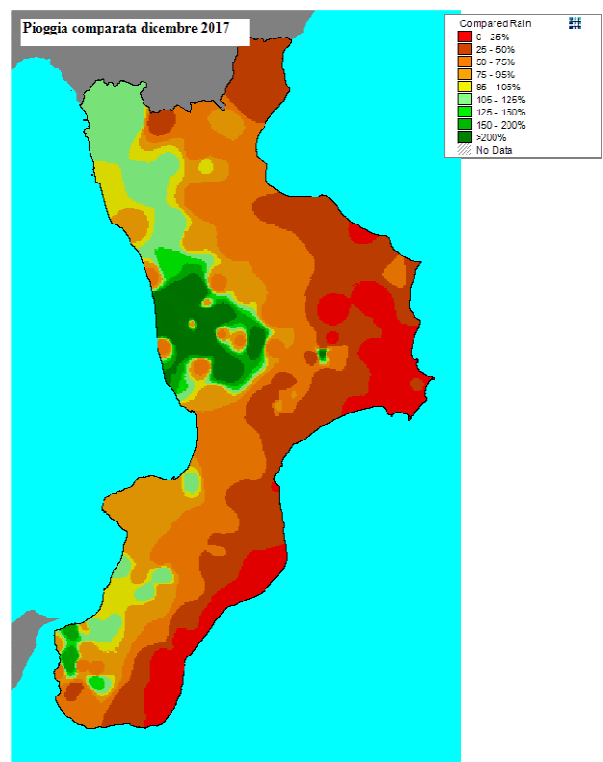 Pioggia comparata dicembre 2017
Compared Rain
0 - 25%
25 - 50%
50 - 75%
75 - 95%
95 - 105%
105 - 125%
125 - 150%
150 - 200%
>200%
No Data